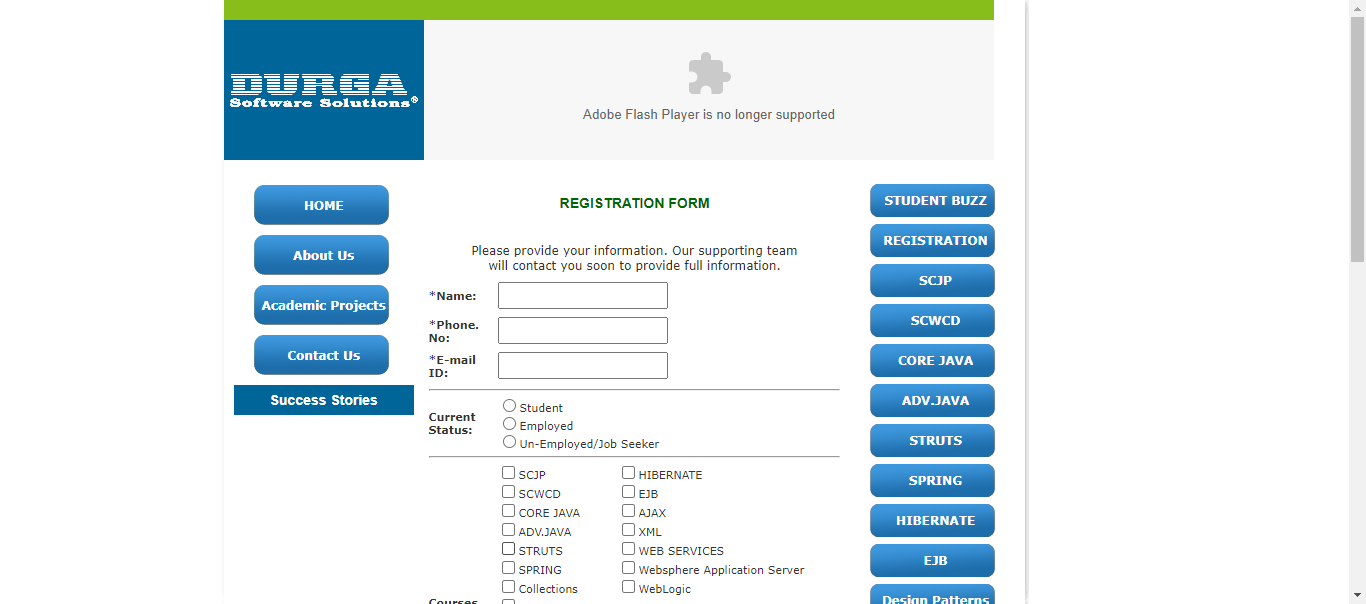 DURGA
Software Solutions®
Adobe Flash Player is no longer supported
HOME
About Us
Academic Projects
Contact Us
Success Stories
REGISTRATION FORM
Please provide your information. Our supporting team
will contact you soon to provide full information.
*Name:
*Phone.
No:
*E-mail
ID:
Current
Status:
Student
Employed
Un-Employed/Job Seeker
SCJP
HIBERNATE
SCWCD
EJB
CORE JAVA
AJAX
ADV.JAVA
XML
STRUTS
WEB SERVICES
SPRING
Websphere Application Server
Collections
WebLogic
Courses
STUDENT BUZZ
REGISTRATION
SCJP
SCWCD
CORE JAVA
ADV.JAVA
STRUTS
SPRING
HIBERNATE
EJB
Design Patterns